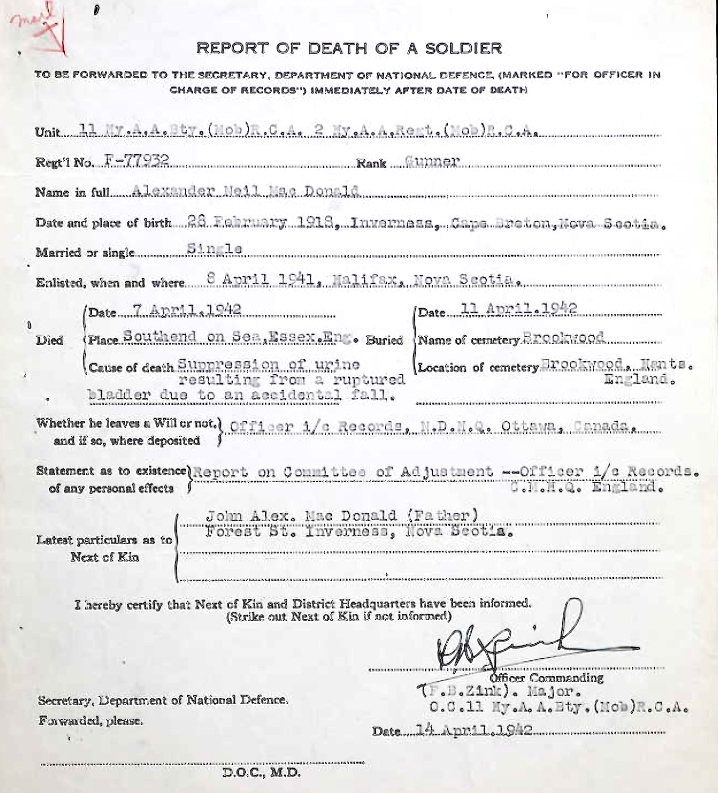 mail
REPORT OF DEATH OF A SOLDIER
TO BE FORWARDED TO THE SECRETARY, DEPARTMENT OF NATIONAL DEFENCE, (MARKED "FOR OFFICER IN
CHARGE OF RECORDS") IMMEDIATELY AFTER DATE OF DEATH
Unit 11 Hy.A.A.Bty.(Mob)R.C.A. 2 Hy.A.A.Regt.(Mob)R.C.A.
Regt'l No. F-77932 Rank Gunner
Name in full Alexander Neil Mac Donald
Date and place of birth 28 February 1918, Inverness, Cape Breton, Nova Scotia.
Married or single Single
Enlisted, when and where 8 April 1941, Halifax, Nova Scotia.
Died Date 7 April.1942
Place Southend on Sea,Essex.Eng.
Cause of death Suppression of urine
resulting from a ruptured
bladder due to an accidental fall.
Buried Date 11 April.1942
Name of cemetery Brookwood
Location of cemetery Brookwood, Hants.
England.
Whether he leaves a Will or not, and if so, where deposited Officer i/c Records, N.D.H.Q. Ottawa, Canada.
Statement as to existence of any personal effects Report on Committee of Adjustment --Officer i/c Records.
C.M.H.Q. England.
Latest particulars as to Next of Kin John Alex. Mac Donald (Father)
Forest St. Inverness, Nova Scotia.
I hereby certify that Next of Kin and District Headquarters have been informed.
(Strike out Next of Kin if not informed)
Officer Commanding
(F.B.Zink). Major.
O.C.11 Hy.A.A.Bty.(Mob)R.C.A.
Secretary, Department of National Defence.
Forwarded, please.
Date 14 April.1942
D.O.C., M.D.